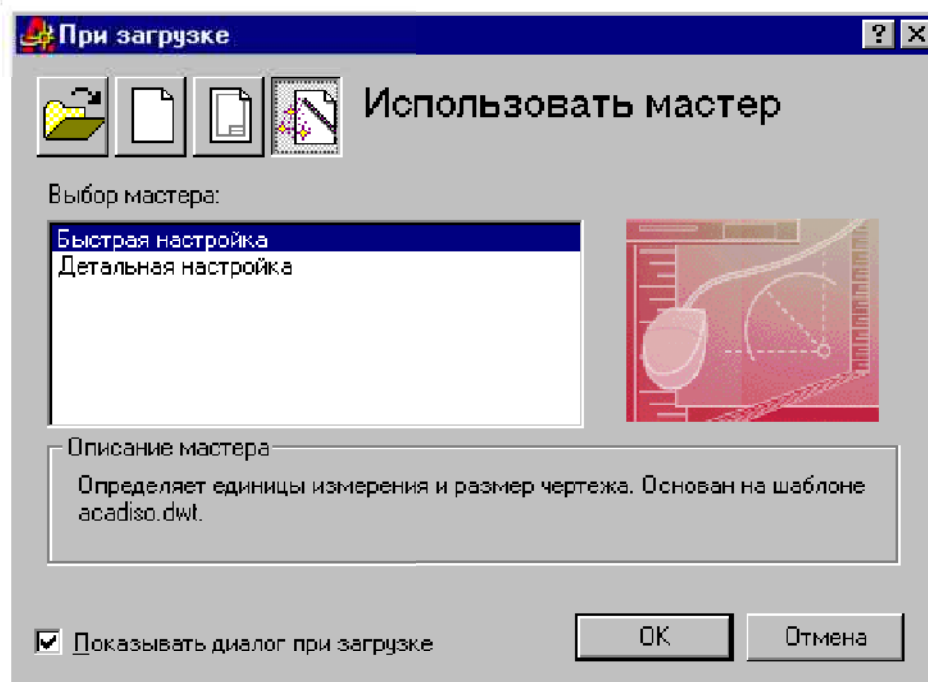 При загрузке
Использовать мастер
Выбор мастера:
Быстрая настройка
Детальная настройка
Описание мастера
Определяет единицы измерения и размер чертежа. Основан на шаблоне
acadiso.dwt.
Показывать диалог при загрузке
OK
Отмена